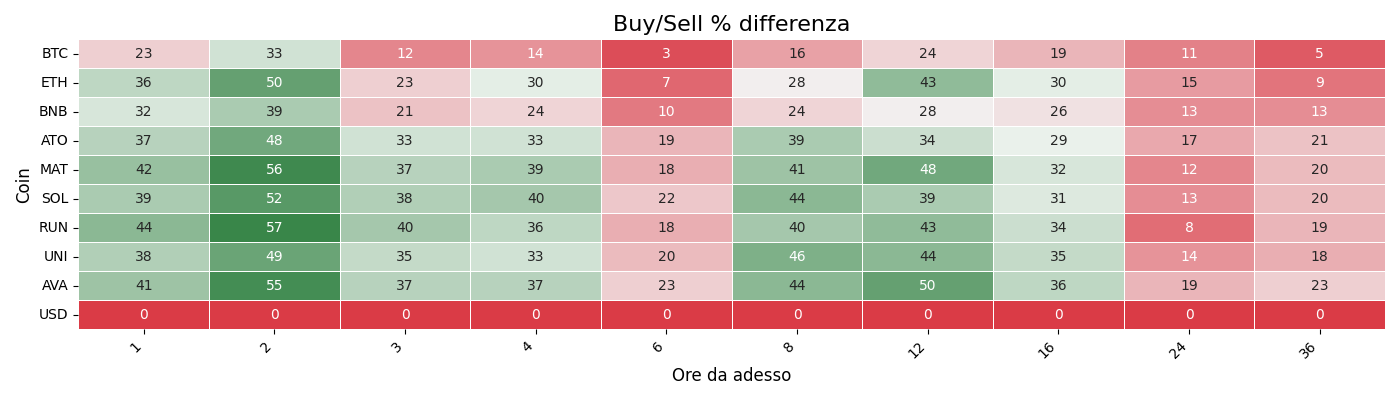 Buy/Sell % differenza
Coin
BTC 23 33 12 14 3 16 24 19 11 5
ETH 36 50 23 30 7 28 43 30 15 9
BNB 32 39 21 24 10 24 28 26 13 13
ATO 37 48 33 33 19 39 34 29 17 21
MAT 42 56 37 39 18 41 48 32 12 20
SOL 39 52 38 40 22 44 39 31 13 20
RUN 44 57 40 36 18 40 43 34 8 19
UNI 38 49 35 33 20 46 44 35 14 18
AVA 41 55 37 37 23 44 50 36 19 23
USD 0 0 0 0 0 0 0 0 0 0
1 2 3 4 6 8 12 16 24 36
Ore da adesso